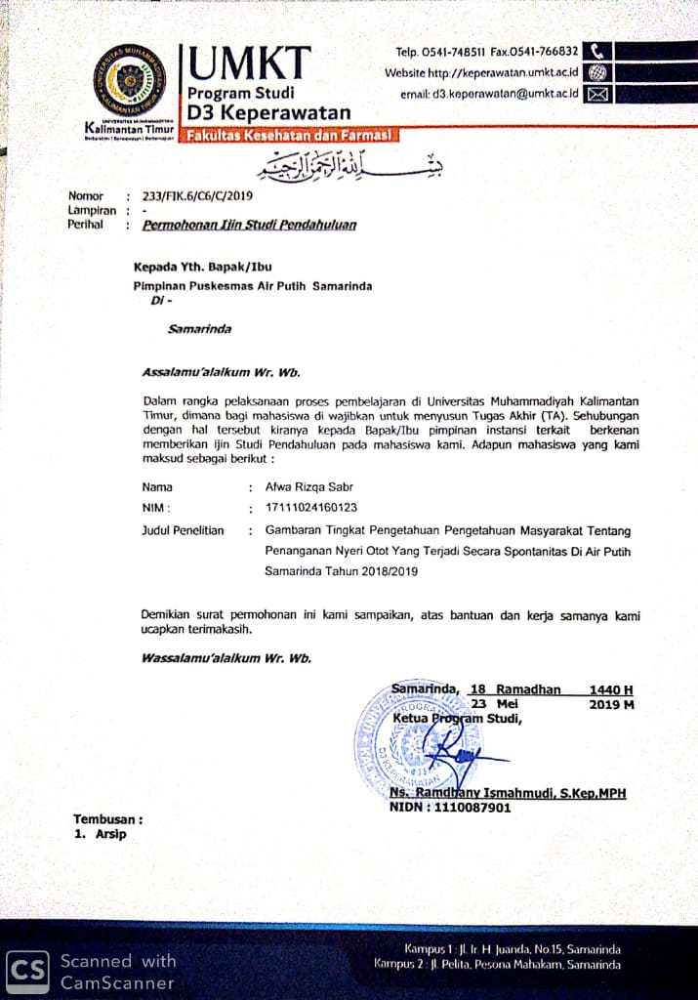 UNIVERSITAS MUHAMMADIYAH
KALIMANTAN TIMUR
UNIVERSITAS MUHAMMADIYAH
Kalimantan Timur
Berkarakter | Berwawasan | Berkemajuan
UMKT
Program Studi
D3 Keperawatan
Fakultas Kesehatan dan Farmasi
Telp. 0541-748511 Fax.0541-766832
Website http://keperawatan.umkt.ac.id
email: d3.keperawatan@umkt.ac.id
بسم الله الرحمن الرحيم
Nomor : 233/FIK.6/C6/C/2019
Lampiran : -
Perihal : Permohonan Ijin Studi Pendahuluan
Kepada Yth. Bapak/Ibu
Pimpinan Puskesmas Air Putih Samarinda
Di -
Samarinda
Assalamu'alaikum Wr. Wb.
Dalam rangka pelaksanaan proses pembelajaran di Universitas Muhammadiyah Kalimantan
Timur, dimana bagi mahasiswa di wajibkan untuk menyusun Tugas Akhir (TA). Sehubungan
dengan hal tersebut kiranya kepada Bapak/Ibu pimpinan instansi terkait berkenan
memberikan ijin Studi Pendahuluan pada mahasiswa kami. Adapun mahasiswa yang kami
maksud sebagai berikut :
Nama : Afwa Rizqa Sabr
NIM : : 17111024160123
Judul Penelitian : Gambaran Tingkat Pengetahuan Pengetahuan Masyarakat Tentang
Penanganan Nyeri Otot Yang Terjadi Secara Spontanitas Di Air Putih
Samarinda Tahun 2018/2019
Demikian surat permohonan ini kami sampaikan, atas bantuan dan kerja samanya kami
ucapkan terimakasih.
Wassalamu'alaikum Wr. Wb.
Samarinda, 18 Ramadhan 1440 H
23 Mei 2019 M
Ketua Program Studi,
PROGRAM
D3 KEPERAWATAN
Ns. Ramdhany Ismahmudi, S.Kep,MPH
NIDN : 1110087901
Tembusan :
1. Arsip
Kampus 1 : Jl. Ir. H. Juanda, No.15, Samarinda
Kampus 2 : Jl. Pelita, Pesona Mahakam, Samarinda
CS Scanned with
CamScanner